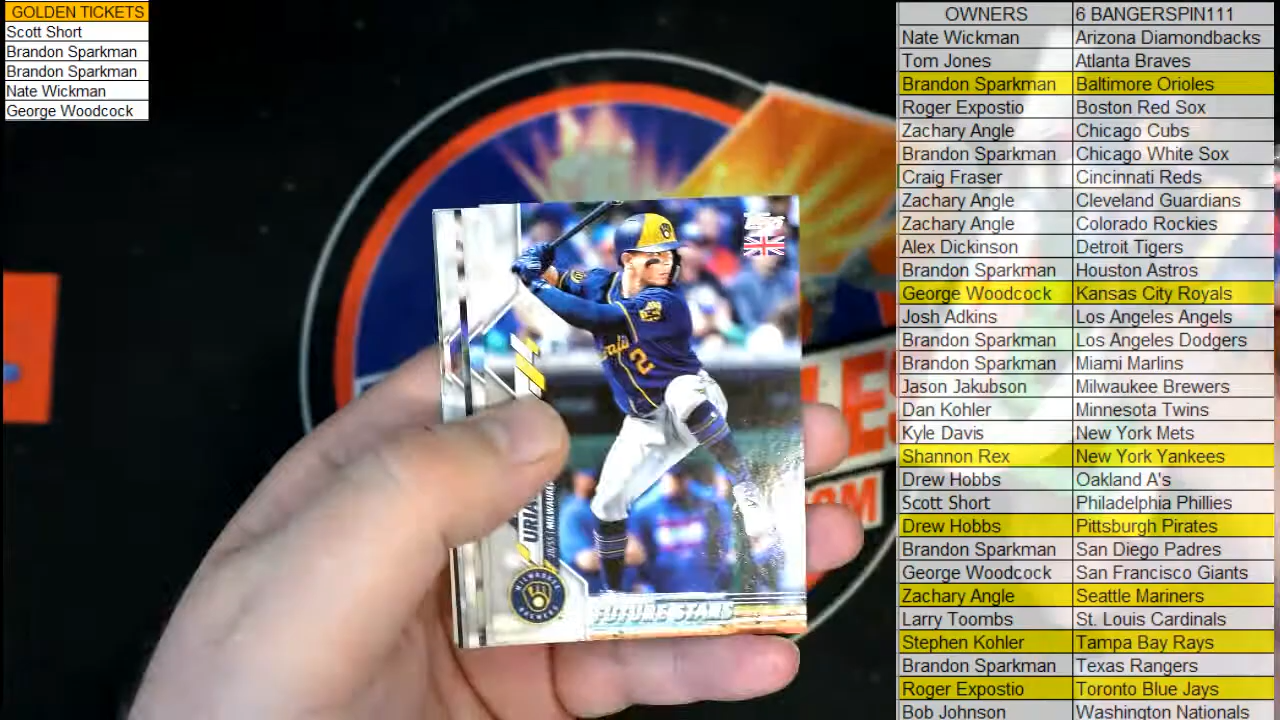 GOLDEN TICKETS
Scott Short
Brandon Sparkman
Brandon Sparkman
Nate Wickman
George Woodcock
OWNERS 6 BANGERSPIN111
Nate Wickman Arizona Diamondbacks
Tom Jones Atlanta Braves
Brandon Sparkman Baltimore Orioles
Roger Expostio Boston Red Sox
Zachary Angle Chicago Cubs
Brandon Sparkman Chicago White Sox
Craig Fraser Cincinnati Reds
Zachary Angle Cleveland Guardians
Zachary Angle Colorado Rockies
Alex Dickinson Detroit Tigers
Brandon Sparkman Houston Astros
George Woodcock Kansas City Royals
Josh Adkins Los Angeles Angels
Brandon Sparkman Los Angeles Dodgers
Brandon Sparkman Miami Marlins
Jason Jakubson Milwaukee Brewers
Dan Kohler Minnesota Twins
Kyle Davis New York Mets
Shannon Rex New York Yankees
Drew Hobbs Oakland A's
Scott Short Philadelphia Phillies
Drew Hobbs Pittsburgh Pirates
Brandon Sparkman San Diego Padres
George Woodcock San Francisco Giants
Zachary Angle Seattle Mariners
Larry Toombs St. Louis Cardinals
Stephen Kohler Tampa Bay Rays
Brandon Sparkman Texas Rangers
Roger Expostio Toronto Blue Jays
Bob Johnson Washington Nationals
Topps
2
MILWAUKEE
BREWERS
FUTURE STARS